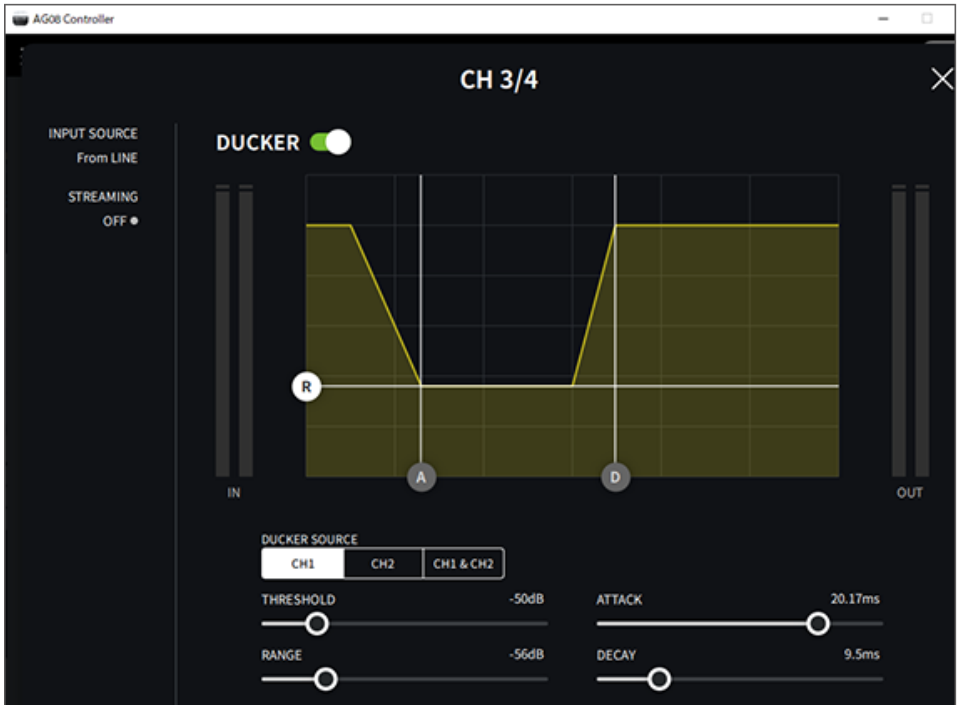 AG08 Controller
CH 3/4
INPUT SOURCE
From LINE
STREAMING
OFF
DUCKER
R
A
D
IN
OUT
DUCKER SOURCE
CH1 CH2 CH1 & CH2
THRESHOLD -50dB
ATTACK 20.17ms
RANGE -56dB
DECAY 9.5ms